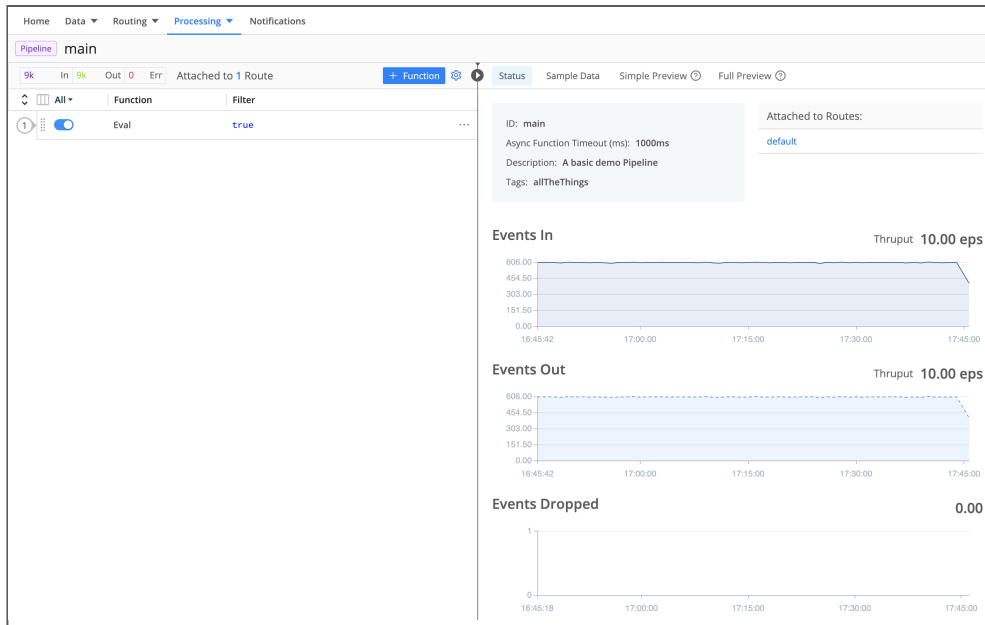 Home Data Routing Processing Notifications
Pipeline main
9k In 9k Out 0 Err Attached to 1 Route + Function
All Function Filter
1 Eval true ...
Status Sample Data Simple Preview ? Full Preview ?
ID: main
Async Function Timeout (ms): 1000ms
Description: A basic demo Pipeline
Tags: allTheThings
Attached to Routes:
default
Events In Thruput 10.00 eps
606.00
454.50
303.00
151.50
0.00
16:45:42 17:00:00 17:15:00 17:30:00 17:45:00
Events Out Thruput 10.00 eps
606.00
454.50
303.00
151.50
0.00
16:45:42 17:00:00 17:15:00 17:30:00 17:45:00
Events Dropped 0.00
1
0
16:45:18 17:00:00 17:15:00 17:30:00 17:45:00